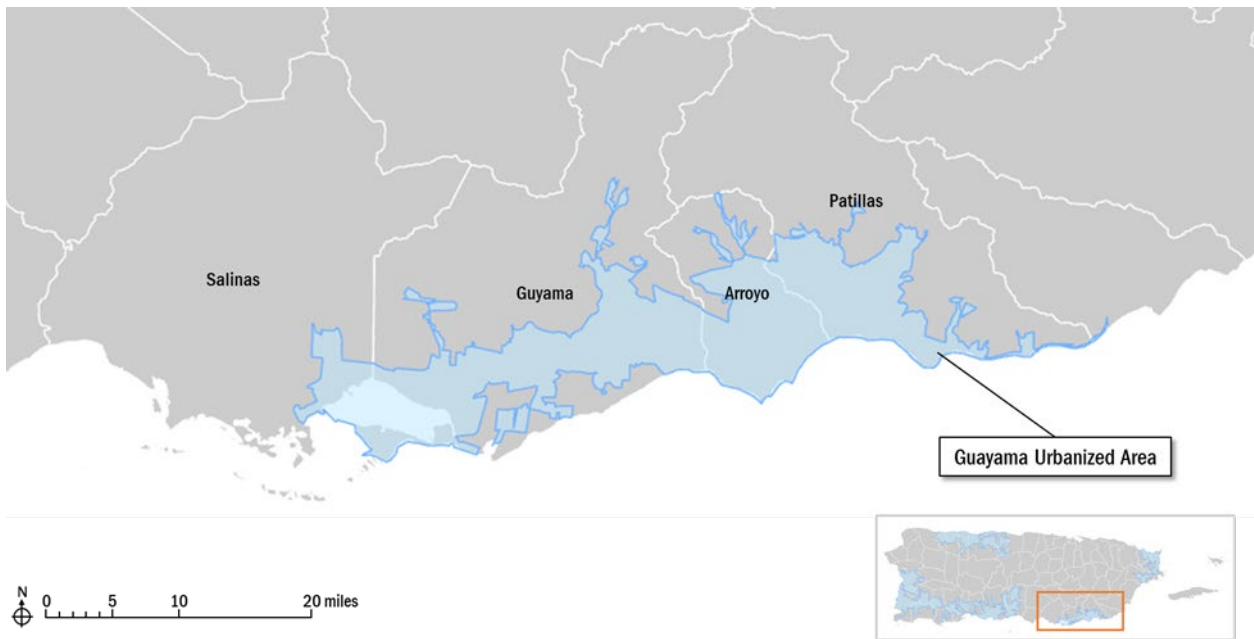 Patillas
Salinas
Guyama
Arroyo
Guayama Urbanized Area
N
0 5 10 20 miles